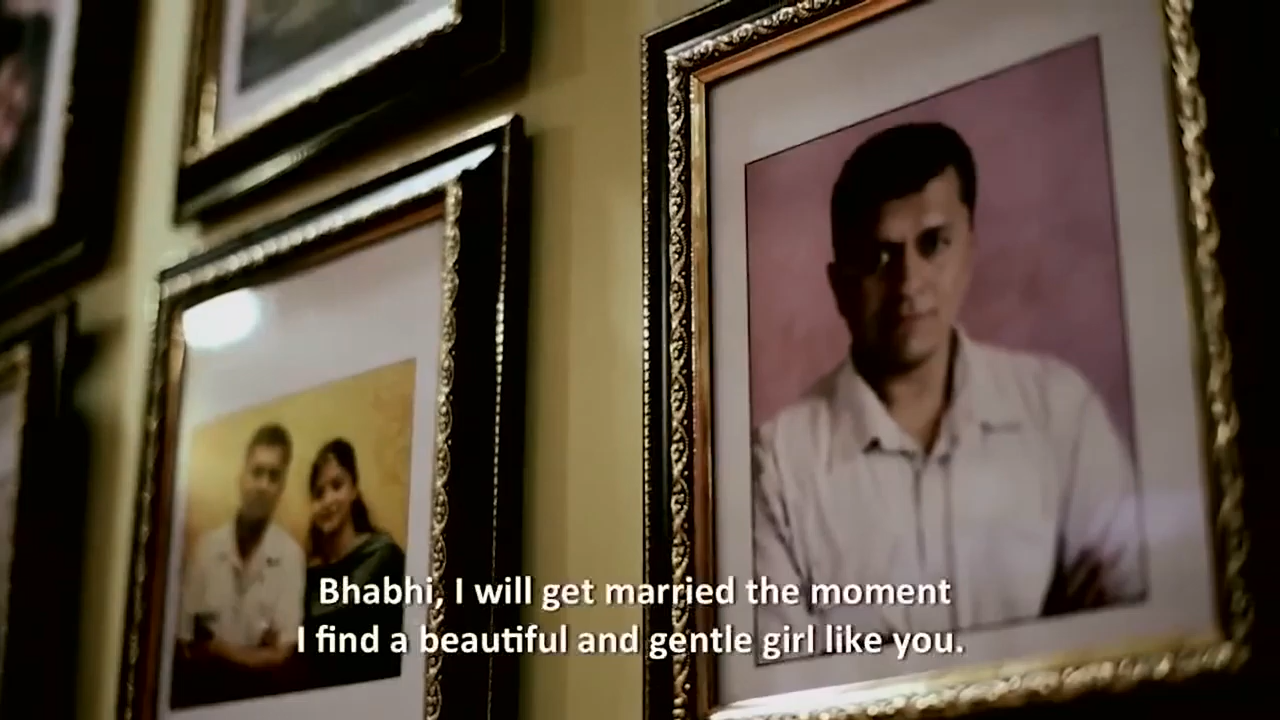 Bhabhi, I will get married the moment
I find a beautiful and gentle girl like you.